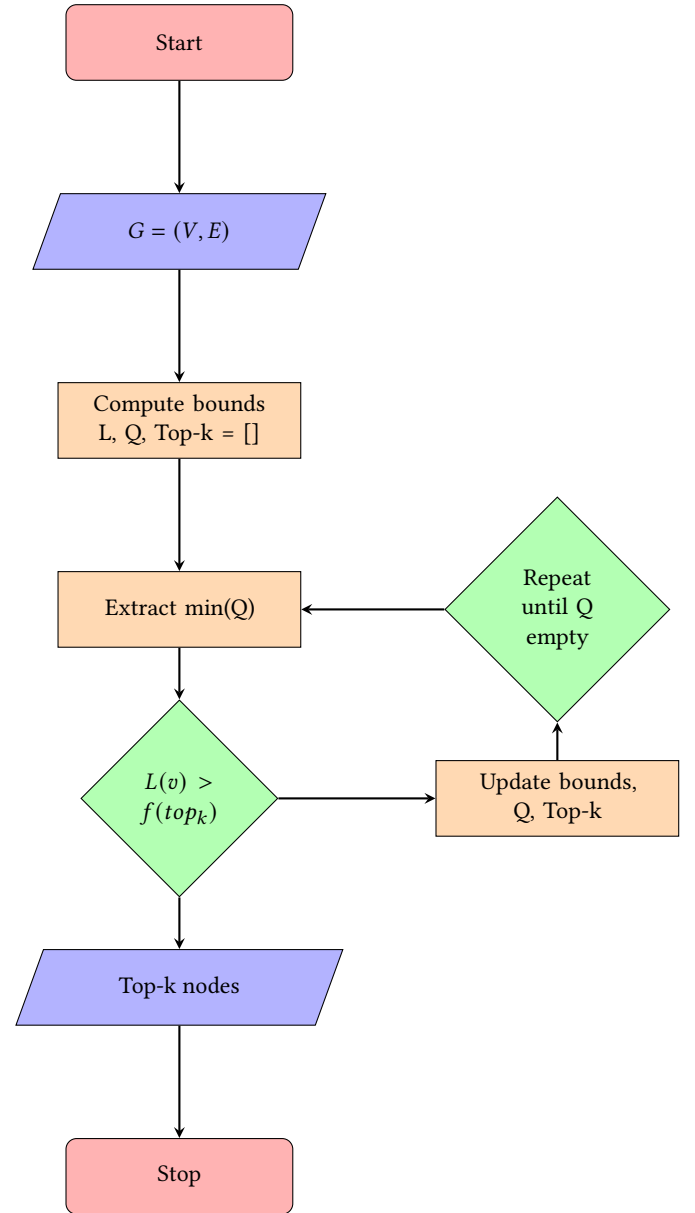 Start
G = (V, E)
Compute bounds
L, Q, Top-k = []
Extract min(Q)
Repeat
until Q
empty
L(v) >
f(top_k)
Update bounds,
Q, Top-k
Top-k nodes
Stop